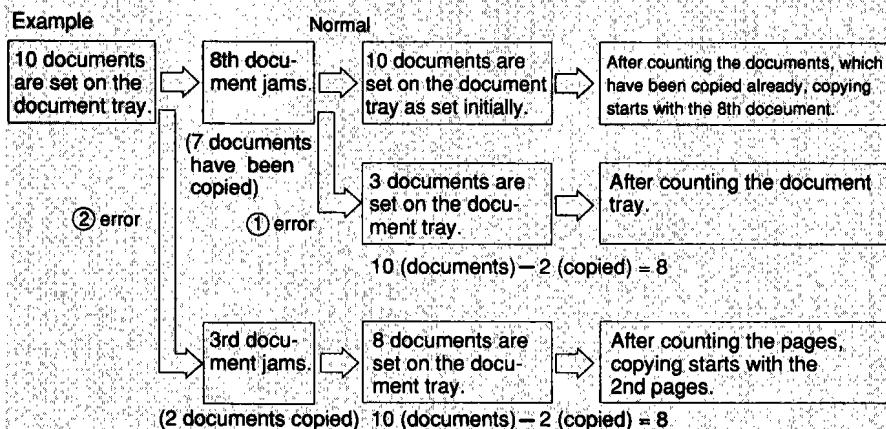 Example
Normal
10 documents
are set on the
document tray.
8th docu-
ment jams.
10 documents are
set on the document
tray as set initially.
After counting the documents, which
have been copied already, copying
starts with the 8th doceument.
(7 documents
have been
copied)
② error
① error
3 documents are
set on the docu-
ment tray.
After counting the document
tray.
10 (documents) — 2 (copied) = 8
3rd docu-
ment jams.
8 documents are
set on the docu-
ment tray.
After counting the pages,
copying starts with the
2nd pages.
(2 documents copied)
10 (documents) — 2 (copied) = 8